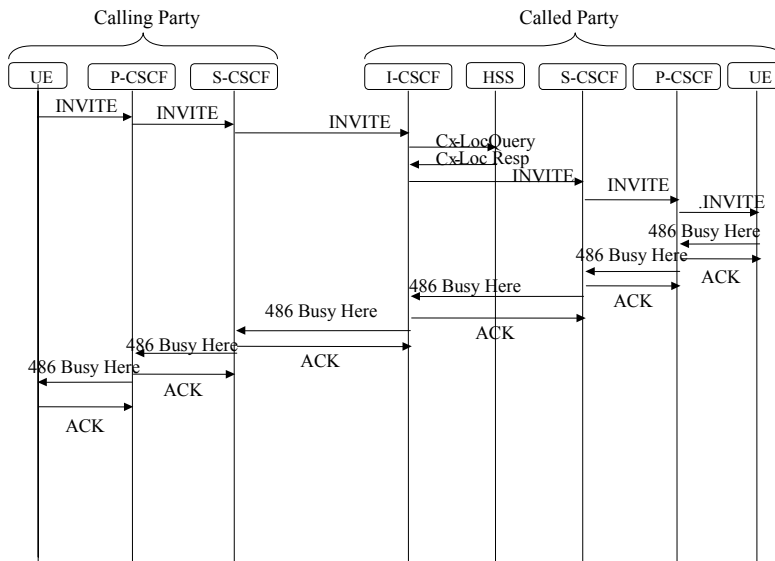 Calling Party
Called Party
UE
P-CSCF
S-CSCF
I-CSCF
HSS
S-CSCF
P-CSCF
UE
INVITE
INVITE
INVITE
Cx-LocQuery
Cx-Loc Resp
INVITE
INVITE
.INVITE
486 Busy Here
486 Busy Here
ACK
486 Busy Here
ACK
486 Busy Here
ACK
486 Busy Here
ACK
486 Busy Here
ACK
ACK